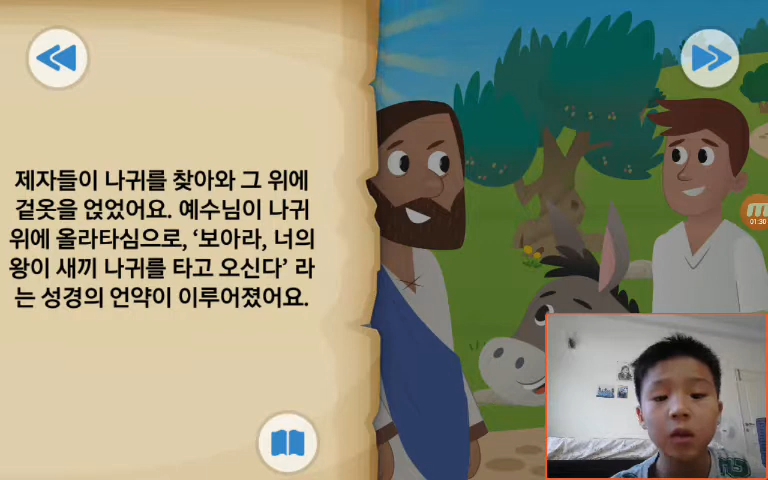 제자들이 나귀를 찾아와 그 위에
겉옷을 얹었어요. 예수님이 나귀
위에 올라타심으로, ‘보아라, 너의
왕이 새끼 나귀를 타고 오신다’ 라
는 성경의 언약이 이루어졌어요.
01:30